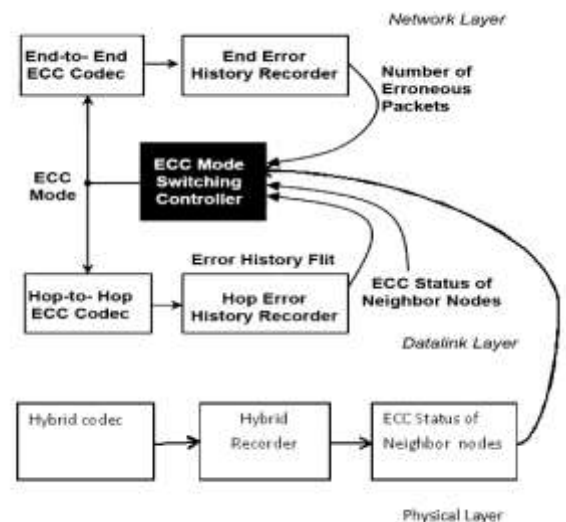 Network Layer
End-to- End
ECC Codec
End Error
History Recorder
Number of
Erroneous
Packets
ECC Mode
Switching
Controller
ECC
Mode
Error History Flit
ECC Status of
Neighbor Nodes
Hop-to- Hop
ECC Codec
Hop Error
History Recorder
Datalink Layer
Hybrid codec
Hybrid
Recorder
ECC Status of
Neighbor nodes
Physical Layer